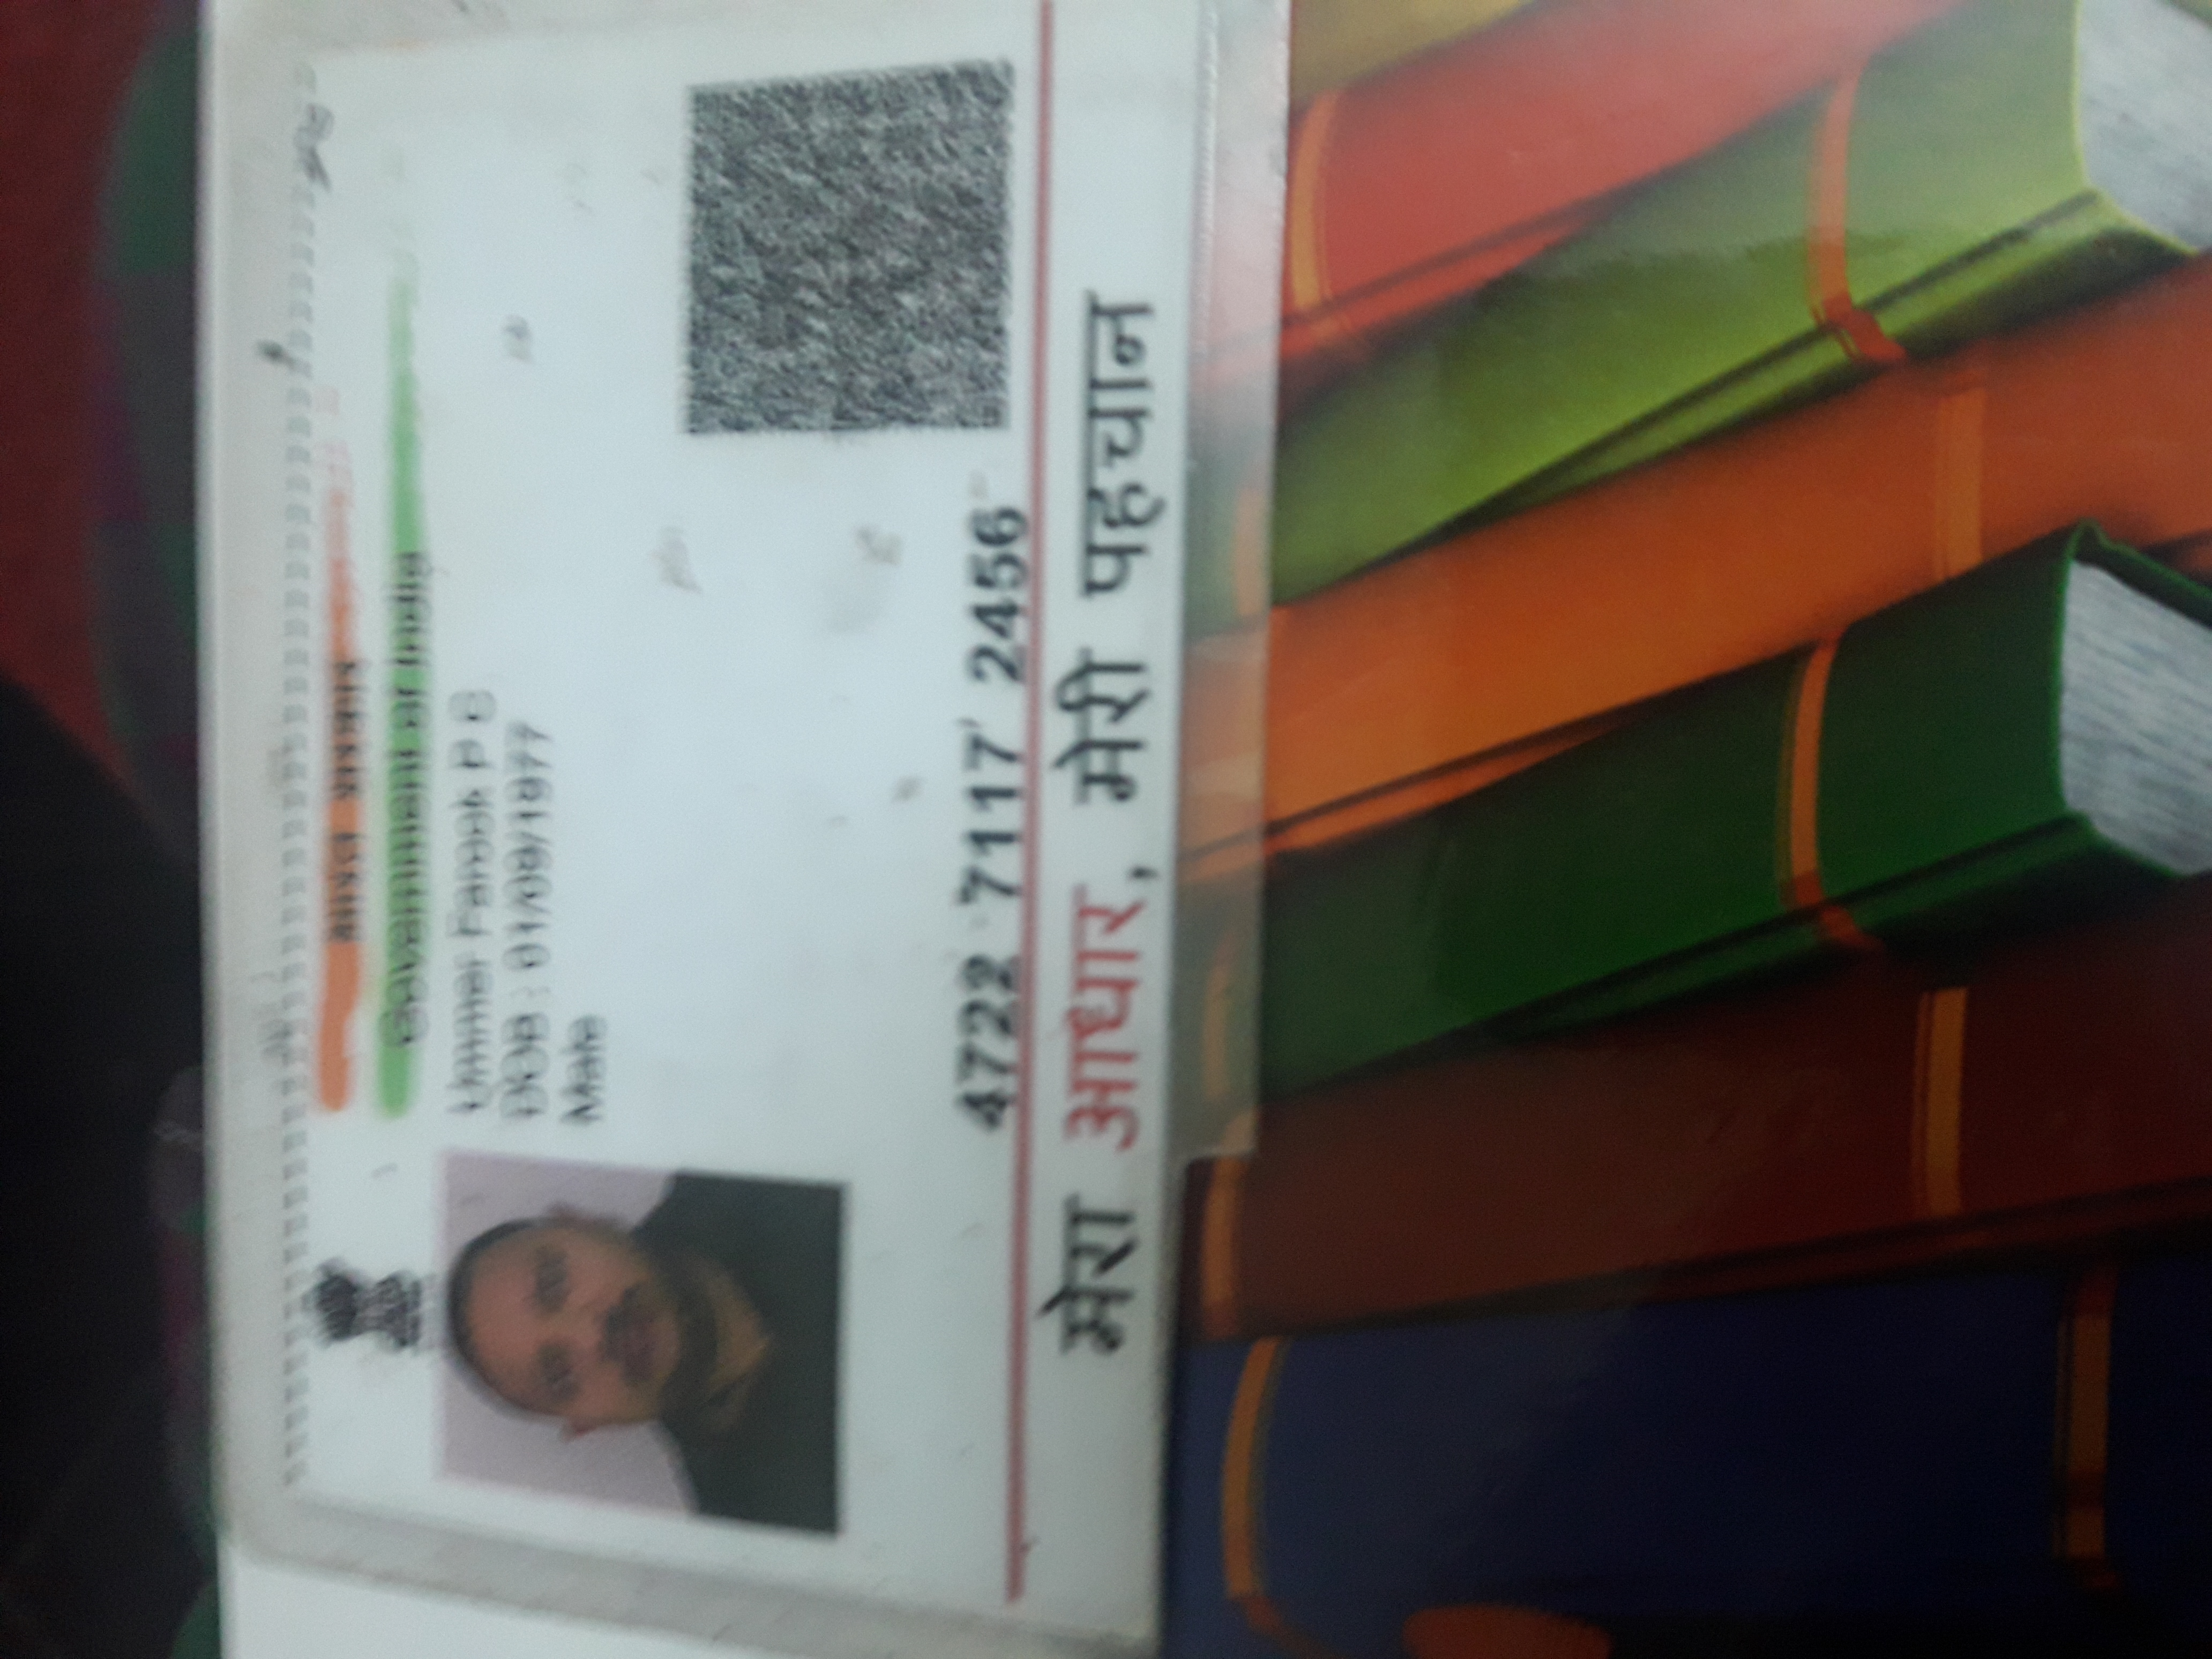 भारत सरकार
Government of India
Ummer Farook P C
DOB : 01/09/1977
Male
4722 7117 2456
मेरा आधार, मेरी पहचान